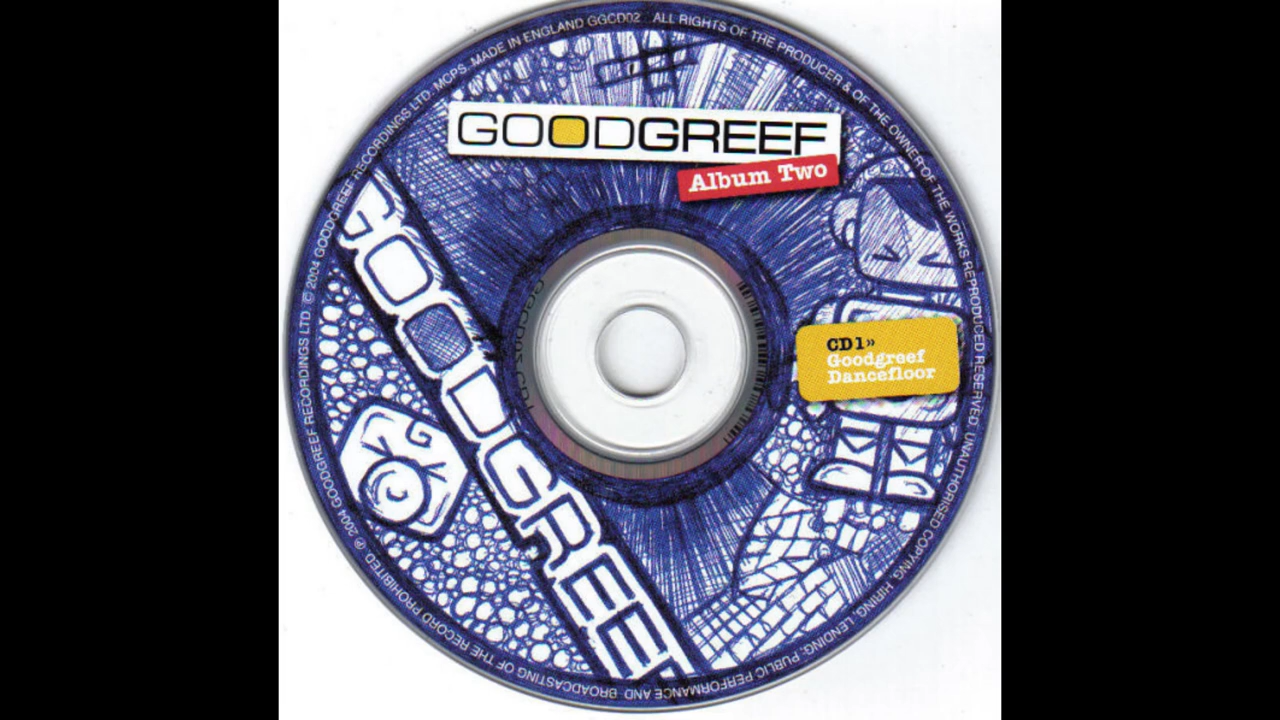 MCPS. MADE IN ENGLAND GGCD02 ALL RIGHTS OF THE PRODUCER & OF THE OWNER OF THE WORKS REPRODUCED RESERVED. UNAUTHORISED COPYING, HIRING, LENDING, PUBLIC PERFORMANCE AND BROADCASTING OF THE RECORD PROHIBITED. ℗ 2004 GOODGREEF RECORDINGS LTD. © 2004 GOODGREEF RECORDINGS LTD.
GOODGREEF
Album Two
GOODGREEF
CD1»
Goodgreef
Dancefloor
GGCD02 CD1